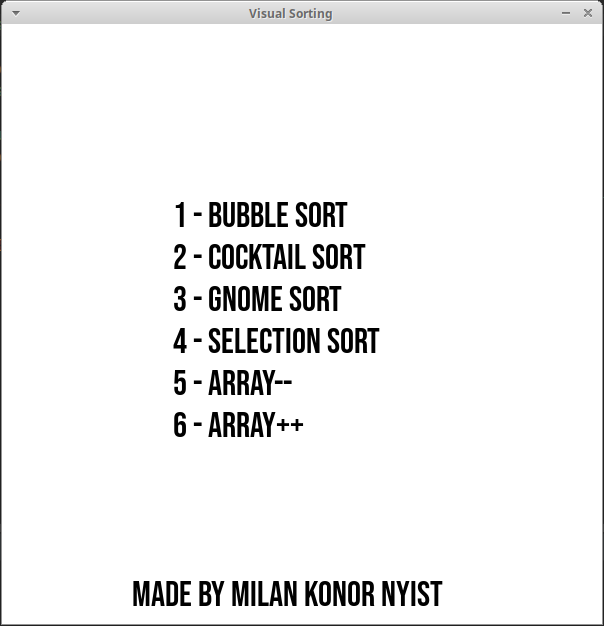 Visual Sorting
1 - BUBBLE SORT
2 - COCKTAIL SORT
3 - GNOME SORT
4 - SELECTION SORT
5 - ARRAY--
6 - ARRAY++
MADE BY MILAN KONOR NYIST